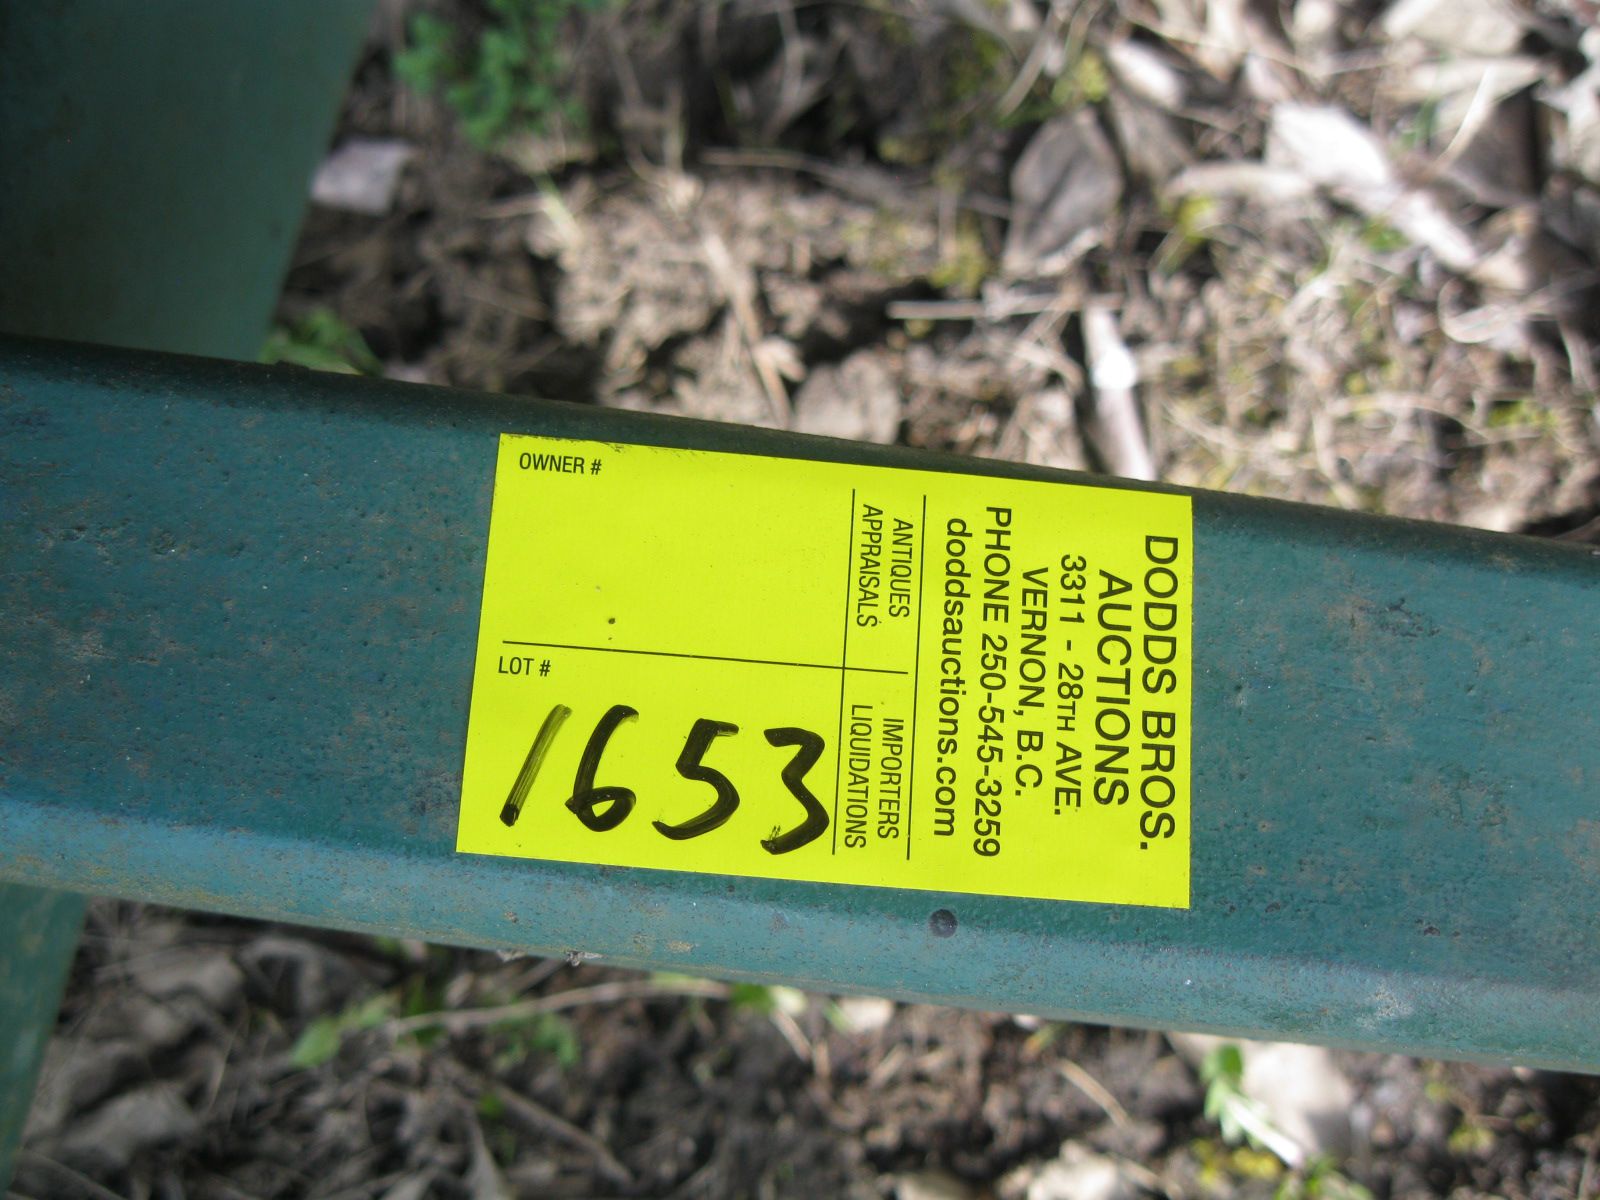 DODDS BROS.
AUCTIONS
3311 - 28TH AVE.
VERNON, B.C.
PHONE 250-545-3259
doddsauctions.com
ANTIQUES
APPRAISALS
IMPORTERS
LIQUIDATIONS
OWNER #
LOT #
1653